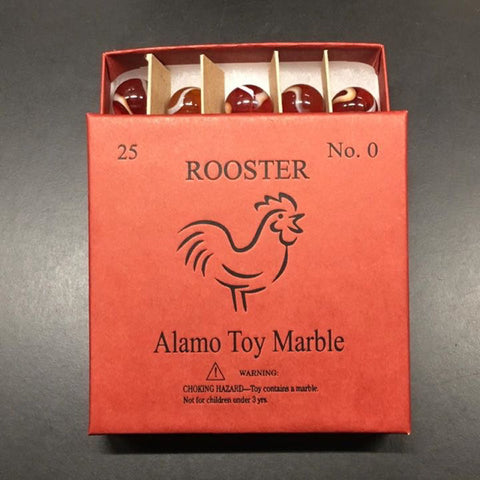 25
No. 0
ROOSTER
Alamo Toy Marble
WARNING:
CHOKING HAZARD—Toy contains a marble.
Not for children under 3 yrs.